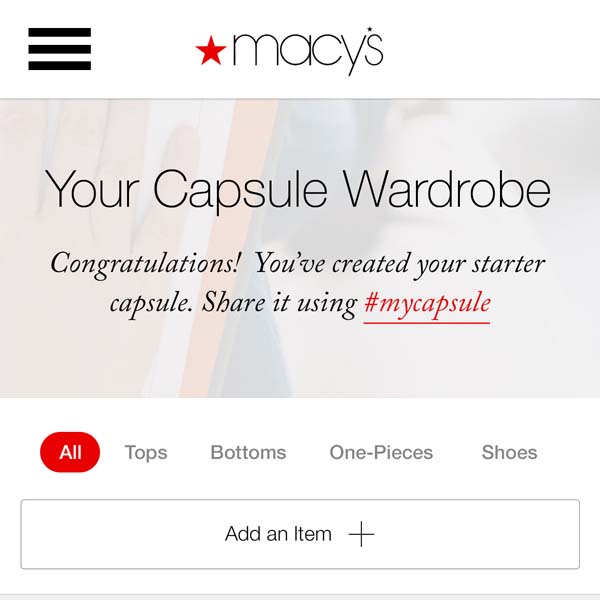 macy's
Your Capsule Wardrobe
Congratulations! You've created your starter
capsule. Share it using #mycapsule
All Tops Bottoms One-Pieces Shoes
Add an Item